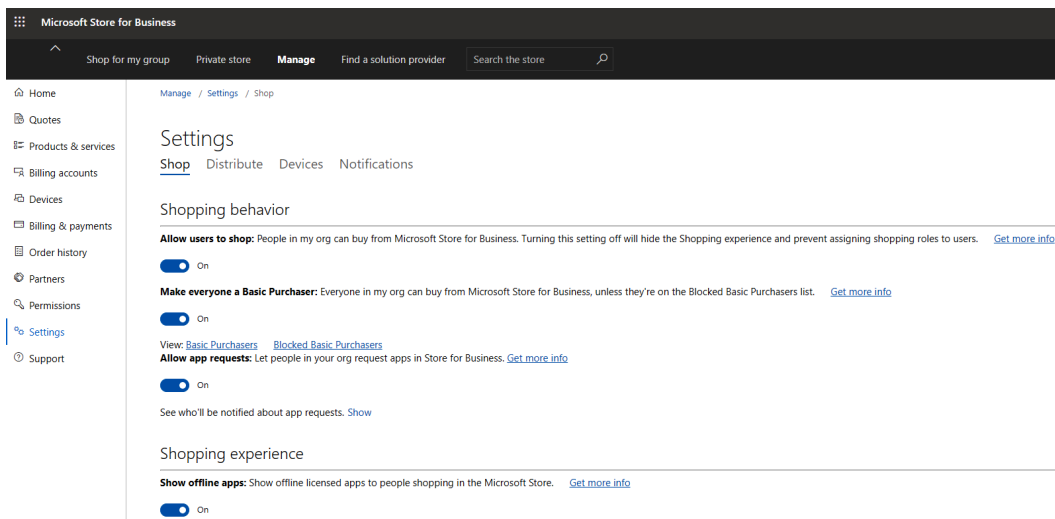 Microsoft Store for Business
Shop for my group Private store Manage Find a solution provider Search the store
Home
Quotes
Products & services
Billing accounts
Devices
Billing & payments
Order history
Partners
Permissions
Settings
Support
Manage / Settings / Shop
Settings
Shop Distribute Devices Notifications
Shopping behavior
Allow users to shop: People in my org can buy from Microsoft Store for Business. Turning this setting off will hide the Shopping experience and prevent assigning shopping roles to users. Get more info
On
Make everyone a Basic Purchaser: Everyone in my org can buy from Microsoft Store for Business, unless they're on the Blocked Basic Purchasers list. Get more info
On
View: Basic Purchasers Blocked Basic Purchasers
Allow app requests: Let people in your org request apps in Store for Business. Get more info
On
See who'll be notified about app requests. Show
Shopping experience
Show offline apps: Show offline licensed apps to people shopping in the Microsoft Store. Get more info
On